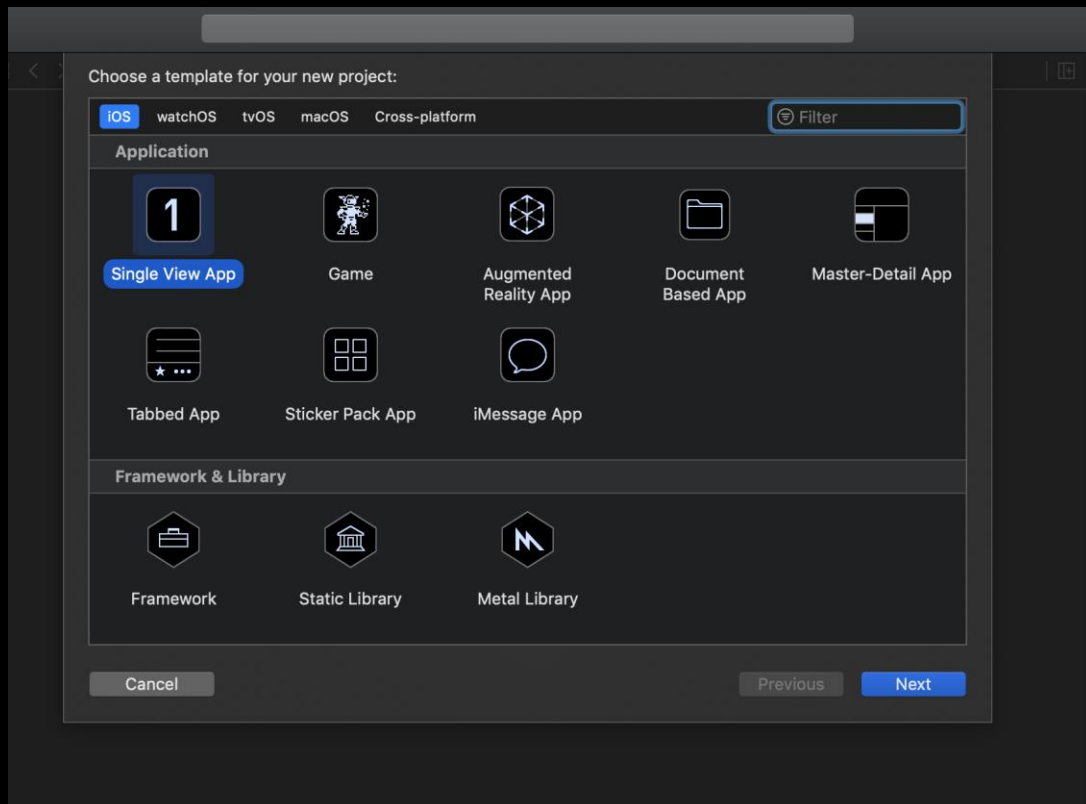 Choose a template for your new project:
iOS watchOS tvOS macOS Cross-platform Filter
Application
1
Single View App Game Augmented Reality App Document Based App Master-Detail App
Tabbed App Sticker Pack App iMessage App
Framework & Library
Framework Static Library Metal Library
Cancel Previous Next